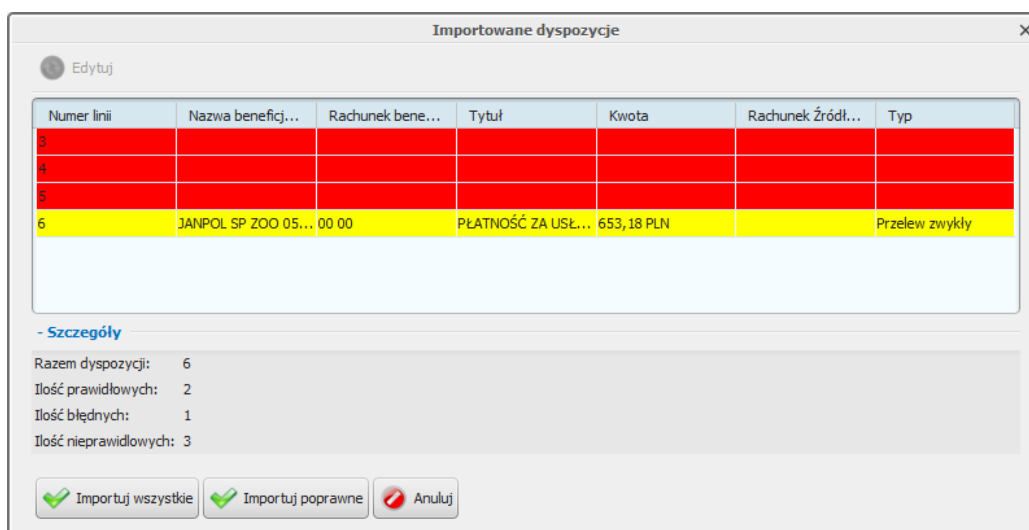 Importowane dyspozycje
Edytuj
Numer linii Nazwa beneficj... Rachunek bene... Tytuł Kwota Rachunek Źródł... Typ
3
4
5
6 JANPOL SP ZOO 05... 00 00 PŁATNOŚĆ ZA USŁ... 653,18 PLN Przelew zwykły
- Szczegóły
Razem dyspozycji: 6
Ilość prawidłowych: 2
Ilość błędnych: 1
Ilość nieprawidlowych: 3
Importuj wszystkie Importuj poprawne Anuluj